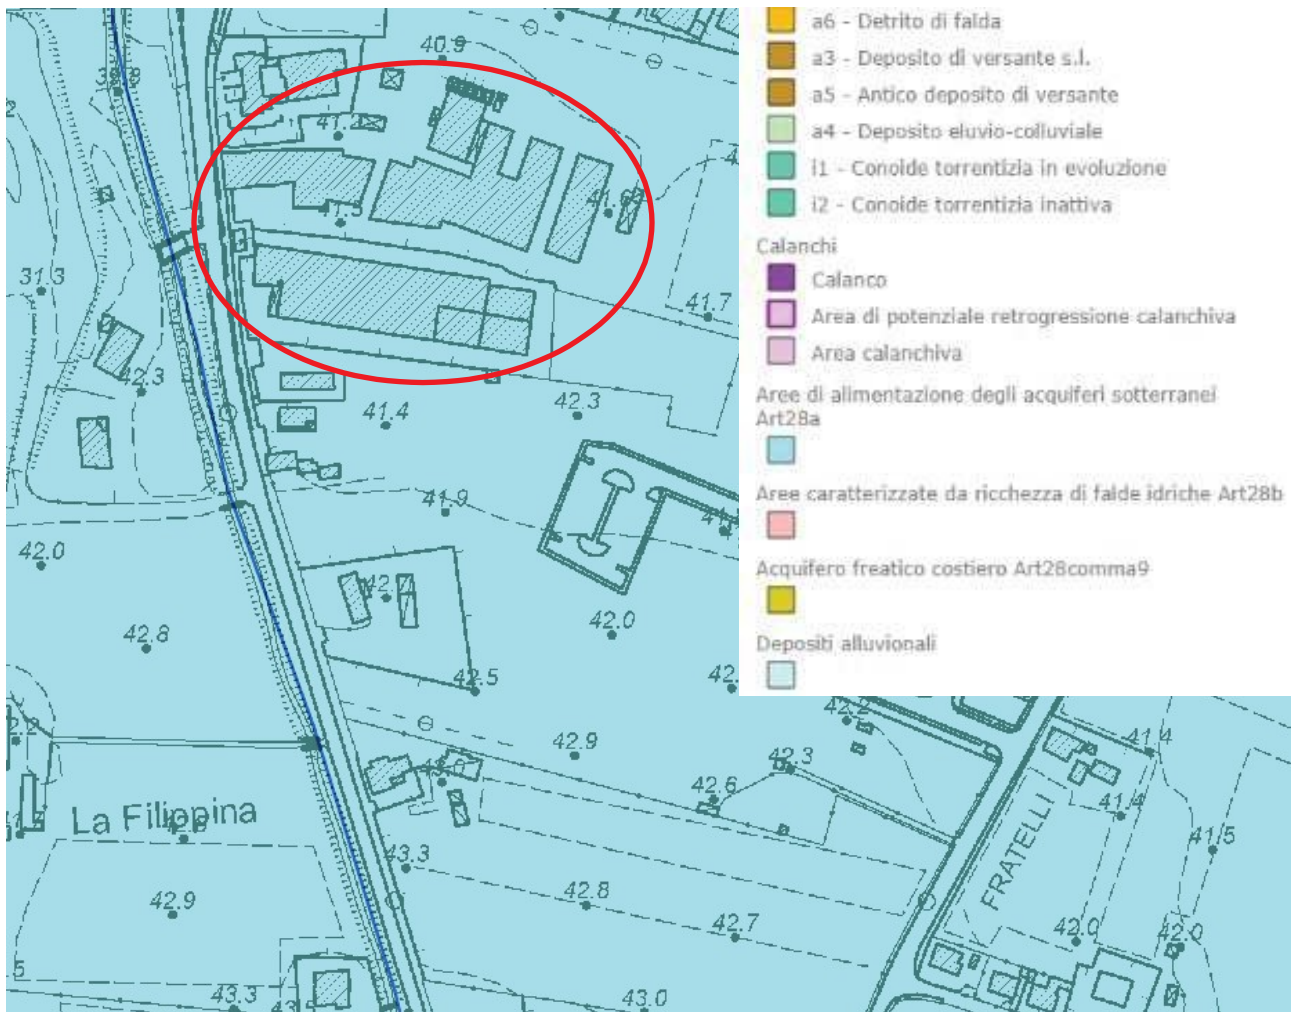 a6 - Detrito di falda
a3 - Deposito di versante s.l.
a5 - Antico deposito di versante
a4 - Deposito eluvio-colluviale
i1 - Conoide torrentizia in evoluzione
i2 - Conoide torrentizia inattiva
Calanchi
Calanco
Area di potenziale retrogressione calanchiva
Area calanchiva
Aree di alimentazione degli acquiferi sotterranei
Art28a
Aree caratterizzate da ricchezza di falde idriche Art28b
Acquifero freatico costiero Art28comma9
Depositi alluvionali
40.9
31.3
41.7
42.3
41.4
42.3
41.9
42.0
42.8
42.0
42.5
42.2
42.9
42.3
42.6
41.4
41.4
41.5
La Filippina
43.3
42.9
42.8
42.7
FRATELLI
42.0
42.0
43.3
43.0